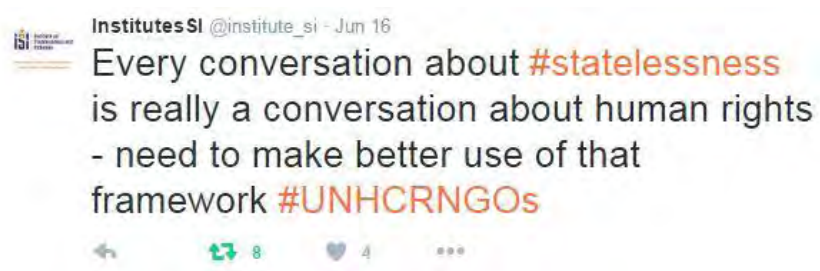 InstitutesSI @institute_si - Jun 16
Every conversation about #statelessness
is really a conversation about human rights
- need to make better use of that
framework #UNHCRNGOs
8 4